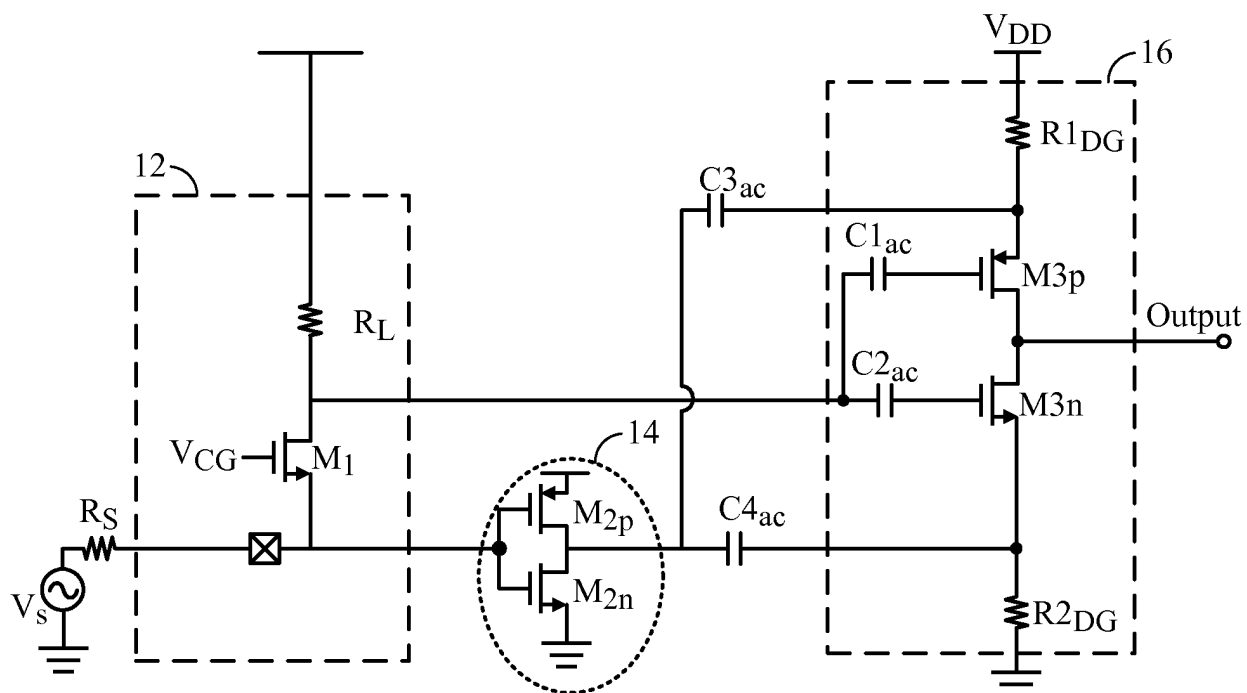 VDD
16
R1DG
12
C3ac
C1ac
M3p
RL
Output
C2ac
M3n
VCG
M1
14
RS
M2p
C4ac
M2n
Vs
R2DG